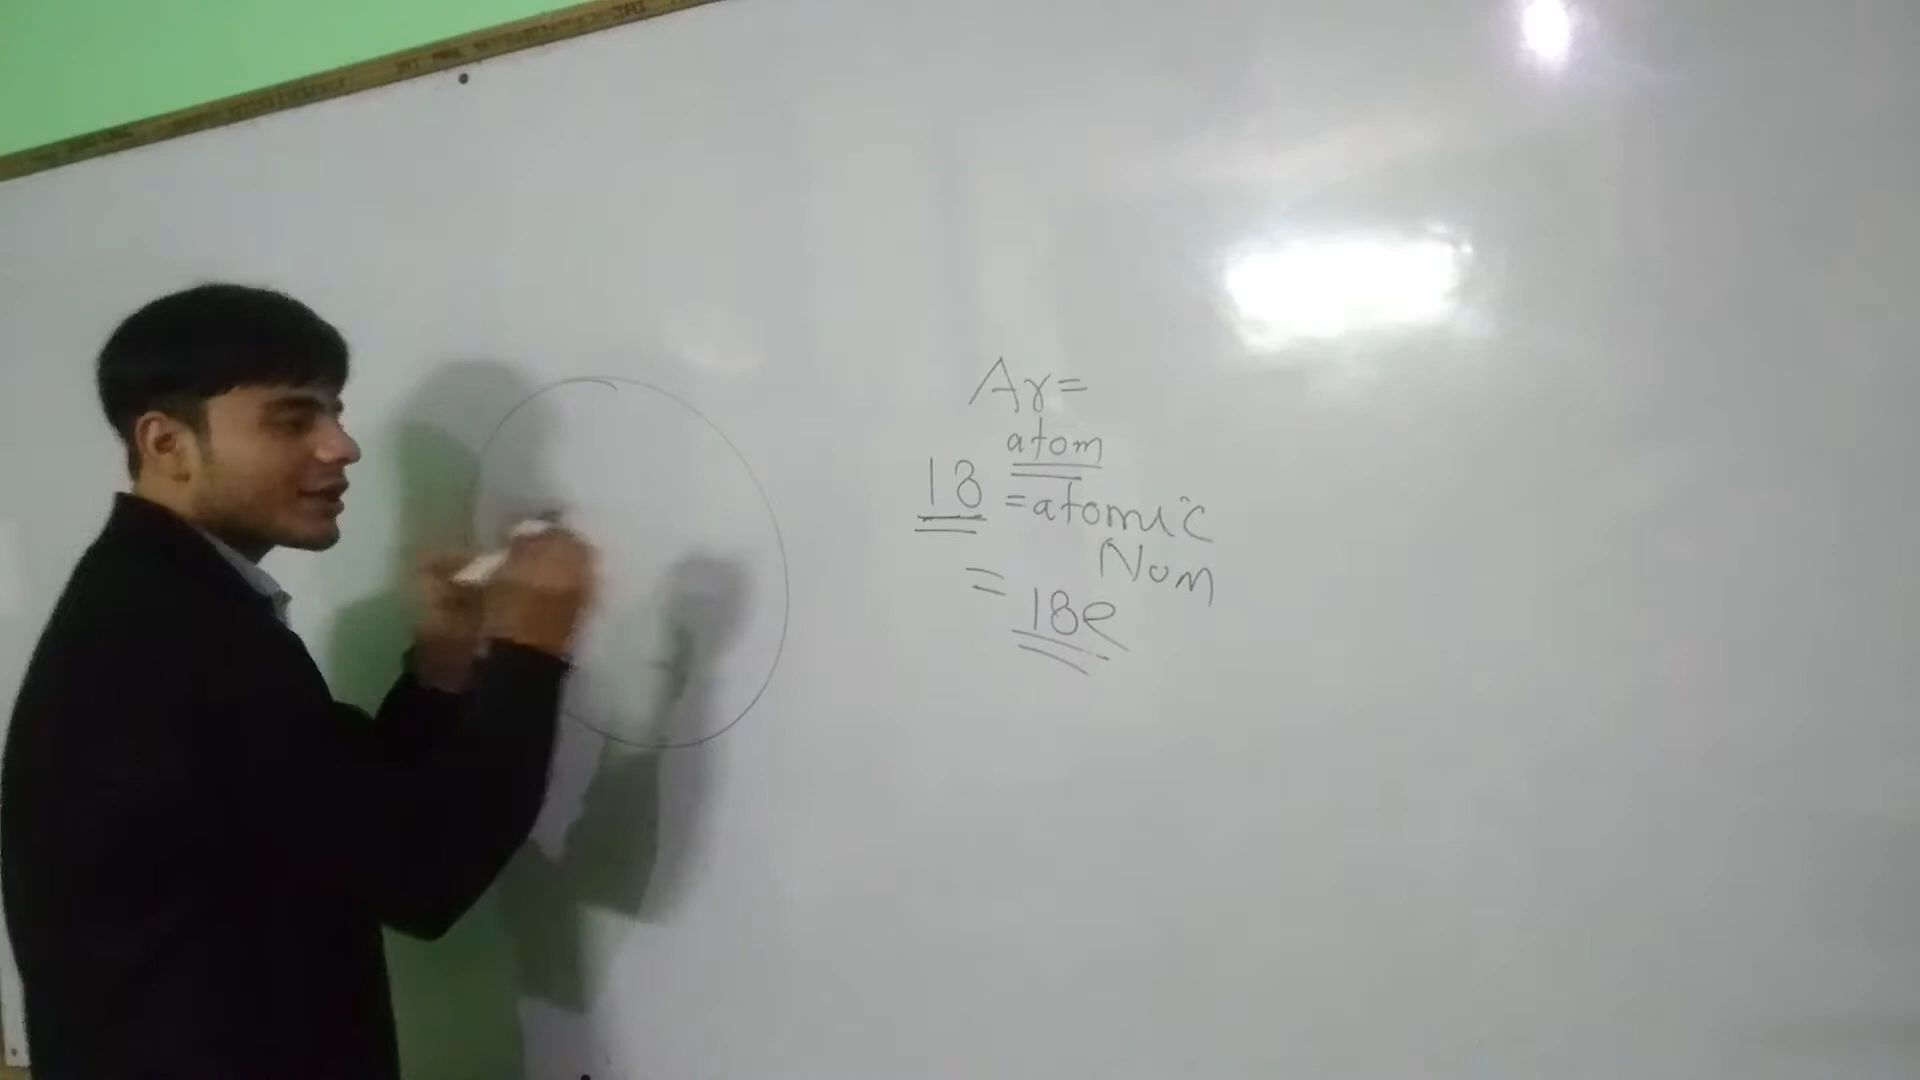 Ar=
atom
18 =atomic
Num
= 18e